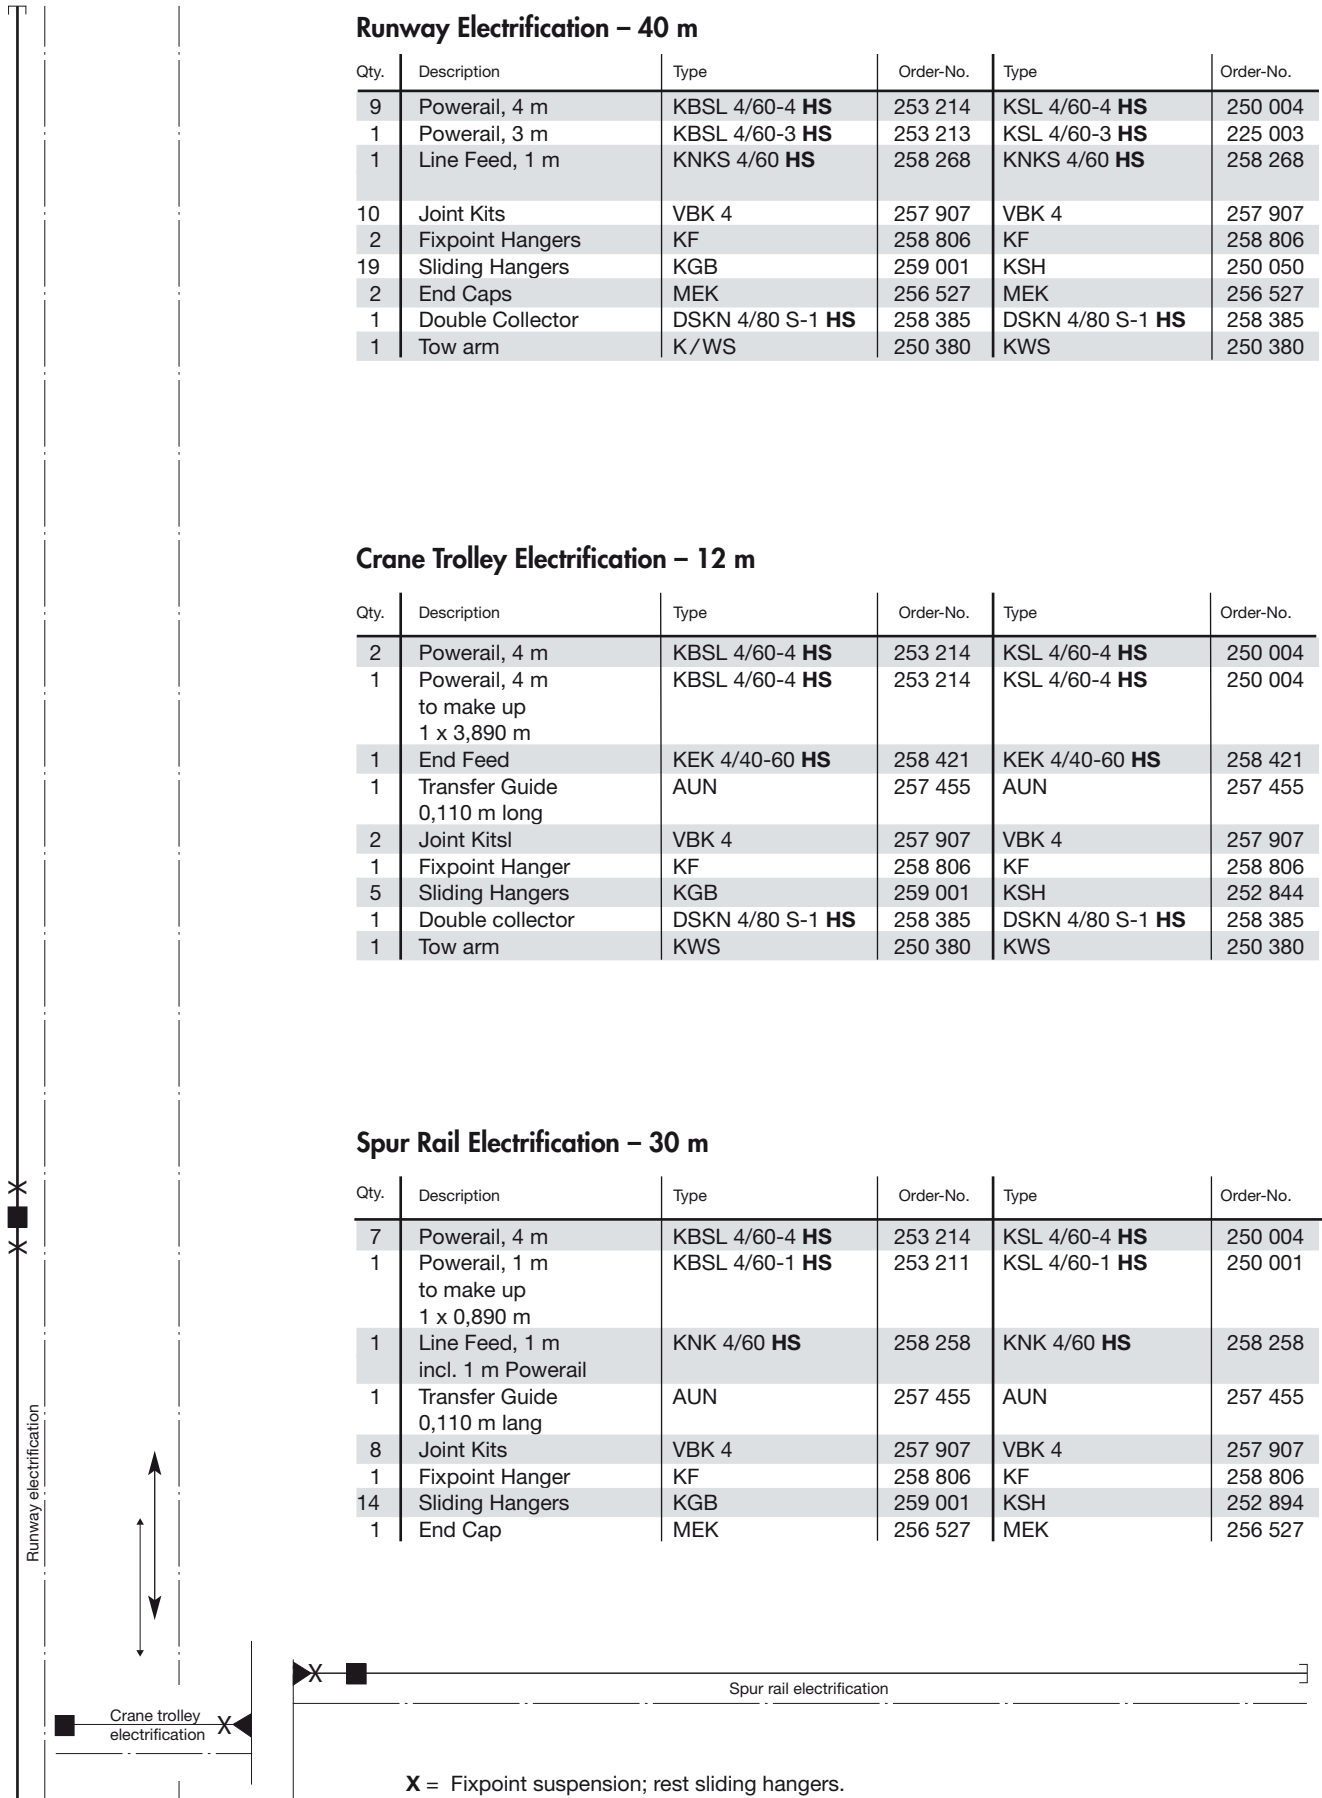 Runway Electrification – 40 m
Qty. Description Type Order-No. Type Order-No.
9 Powerail, 4 m KBSL 4/60-4 HS 253 214 KSL 4/60-4 HS 250 004
1 Powerail, 3 m KBSL 4/60-3 HS 253 213 KSL 4/60-3 HS 225 003
1 Line Feed, 1 m KNKS 4/60 HS 258 268 KNKS 4/60 HS 258 268
10 Joint Kits VBK 4 257 907 VBK 4 257 907
2 Fixpoint Hangers KF 258 806 KF 258 806
19 Sliding Hangers KGB 259 001 KSH 250 050
2 End Caps MEK 256 527 MEK 256 527
1 Double Collector DSKN 4/80 S-1 HS 258 385 DSKN 4/80 S-1 HS 258 385
1 Tow arm K/WS 250 380 KWS 250 380
Crane Trolley Electrification – 12 m
Qty. Description Type Order-No. Type Order-No.
2 Powerail, 4 m KBSL 4/60-4 HS 253 214 KSL 4/60-4 HS 250 004
1 Powerail, 4 m KBSL 4/60-4 HS 253 214 KSL 4/60-4 HS 250 004
to make up
1 x 3,890 m
1 End Feed KEK 4/40-60 HS 258 421 KEK 4/40-60 HS 258 421
1 Transfer Guide AUN 257 455 AUN 257 455
0,110 m long
2 Joint Kitsl VBK 4 257 907 VBK 4 257 907
1 Fixpoint Hanger KF 258 806 KF 258 806
5 Sliding Hangers KGB 259 001 KSH 252 844
1 Double collector DSKN 4/80 S-1 HS 258 385 DSKN 4/80 S-1 HS 258 385
1 Tow arm KWS 250 380 KWS 250 380
Spur Rail Electrification – 30 m
Qty. Description Type Order-No. Type Order-No.
7 Powerail, 4 m KBSL 4/60-4 HS 253 214 KSL 4/60-4 HS 250 004
1 Powerail, 1 m KBSL 4/60-1 HS 253 211 KSL 4/60-1 HS 250 001
to make up
1 x 0,890 m
1 Line Feed, 1 m KNK 4/60 HS 258 258 KNK 4/60 HS 258 258
incl. 1 m Powerail
1 Transfer Guide AUN 257 455 AUN 257 455
0,110 m lang
8 Joint Kits VBK 4 257 907 VBK 4 257 907
1 Fixpoint Hanger KF 258 806 KF 258 806
14 Sliding Hangers KGB 259 001 KSH 252 894
1 End Cap MEK 256 527 MEK 256 527
X
X
Runway electrification
X
Spur rail electrification
Crane trolley
electrification X
X = Fixpoint suspension; rest sliding hangers.